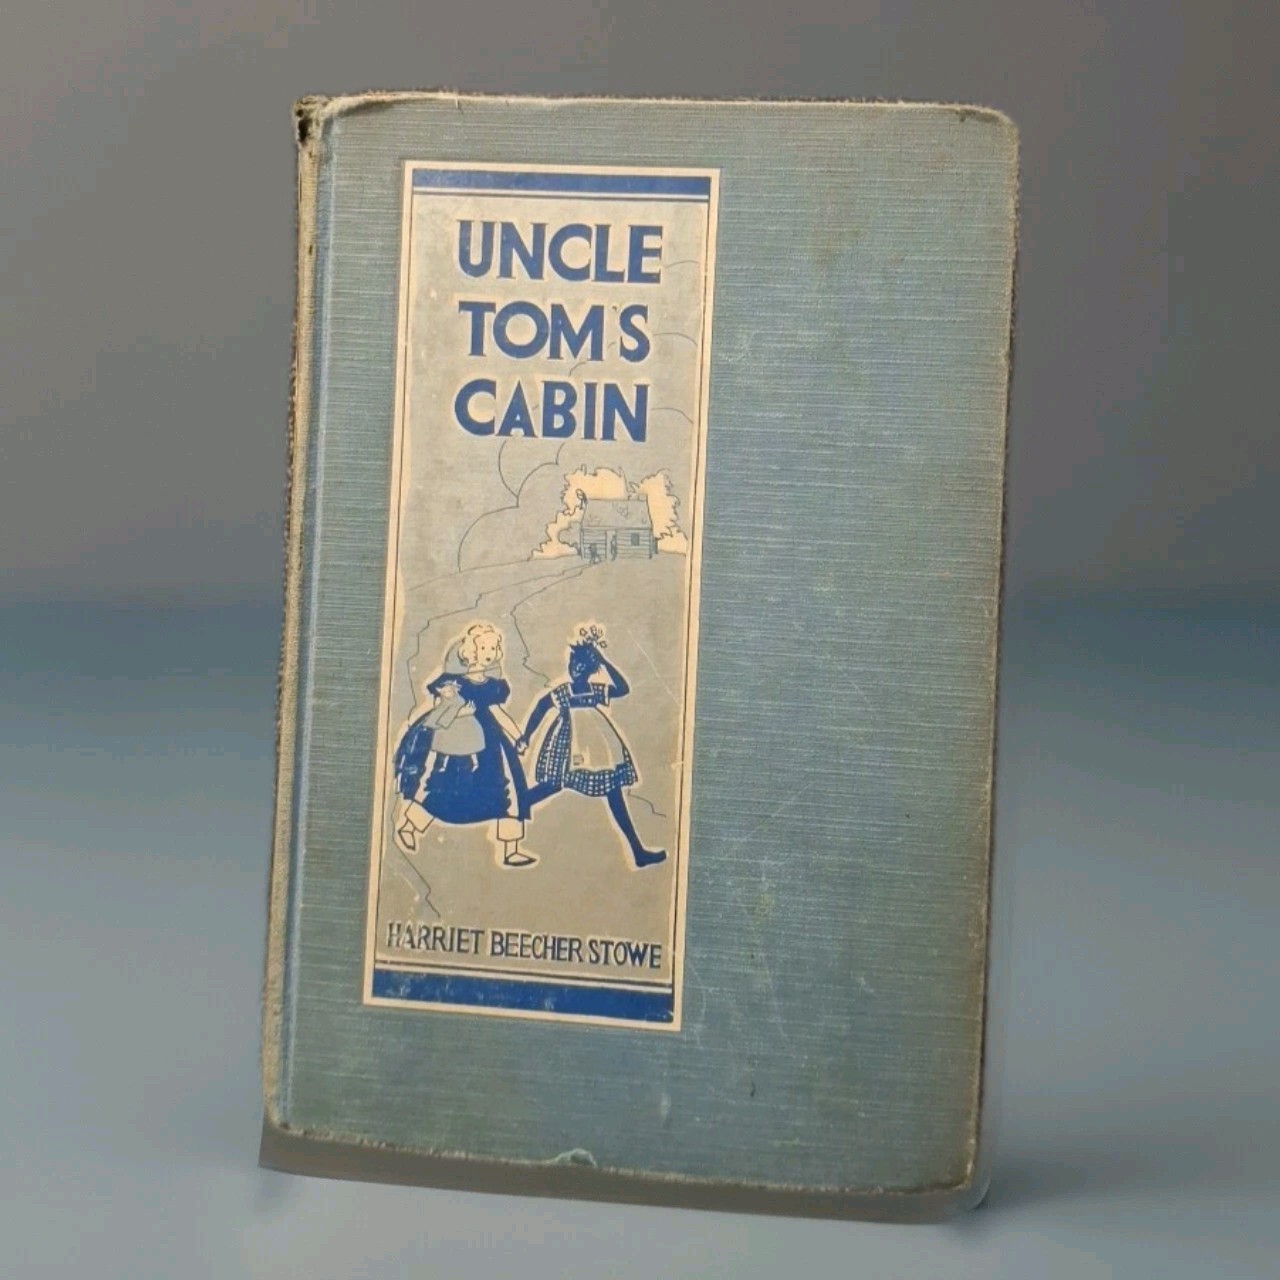 UNCLE
TOM'S
CABIN
HARRIET BEECHER STOWE